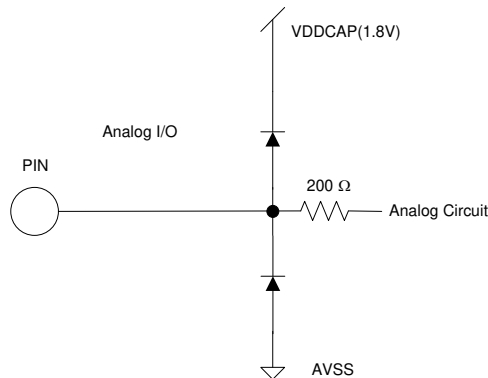 VDDCAP(1.8V)
Analog I/O
PIN
200 Ω
Analog Circuit
AVSS